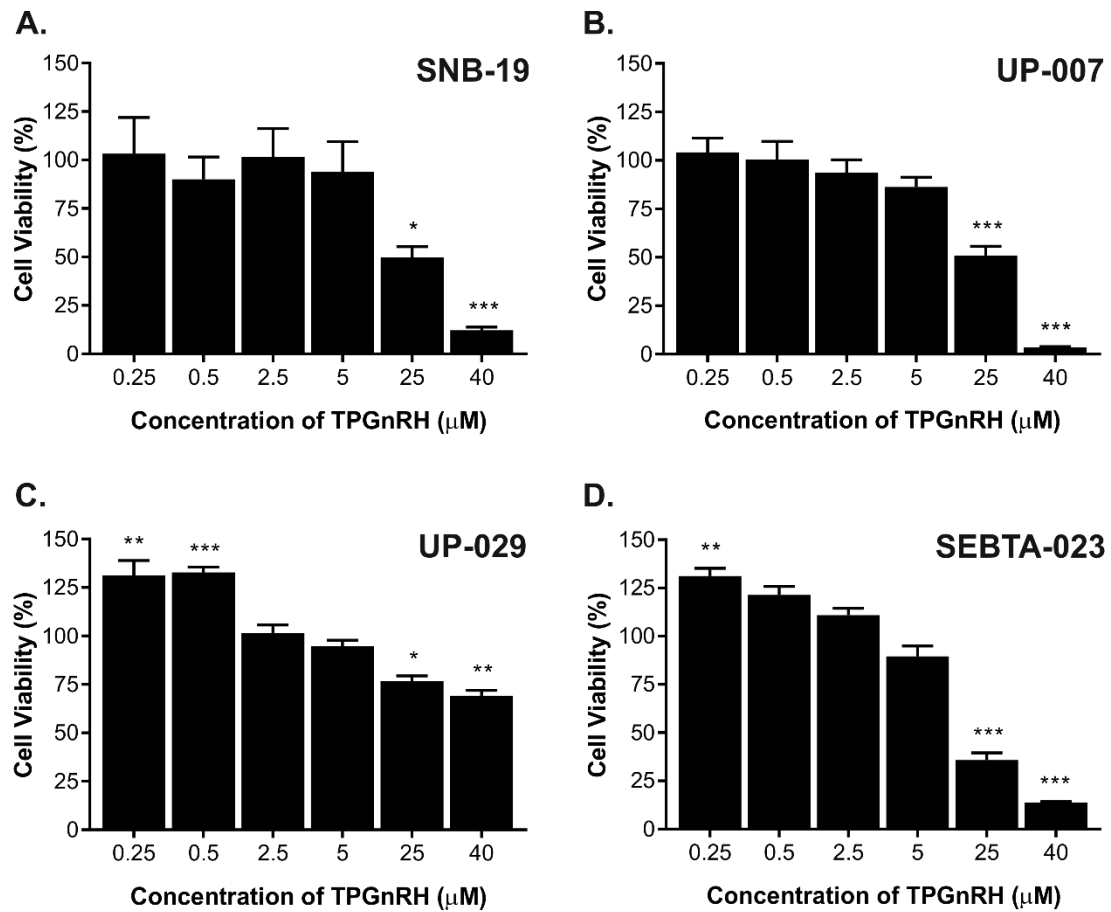 A.
SNB-19
Cell Viability (%)
150
125
100
75
50
25
0
*
***
0.25 0.5 2.5 5 25 40
Concentration of TPGnRH (μM)
B.
UP-007
Cell Viability (%)
150
125
100
75
50
25
0
***
***
0.25 0.5 2.5 5 25 40
Concentration of TPGnRH (μM)
C.
UP-029
Cell Viability (%)
150
125
100
75
50
25
0
** ***
* **
0.25 0.5 2.5 5 25 40
Concentration of TPGnRH (μM)
D.
SEBTA-023
Cell Viability (%)
150
125
100
75
50
25
0
**
***
***
0.25 0.5 2.5 5 25 40
Concentration of TPGnRH (μM)